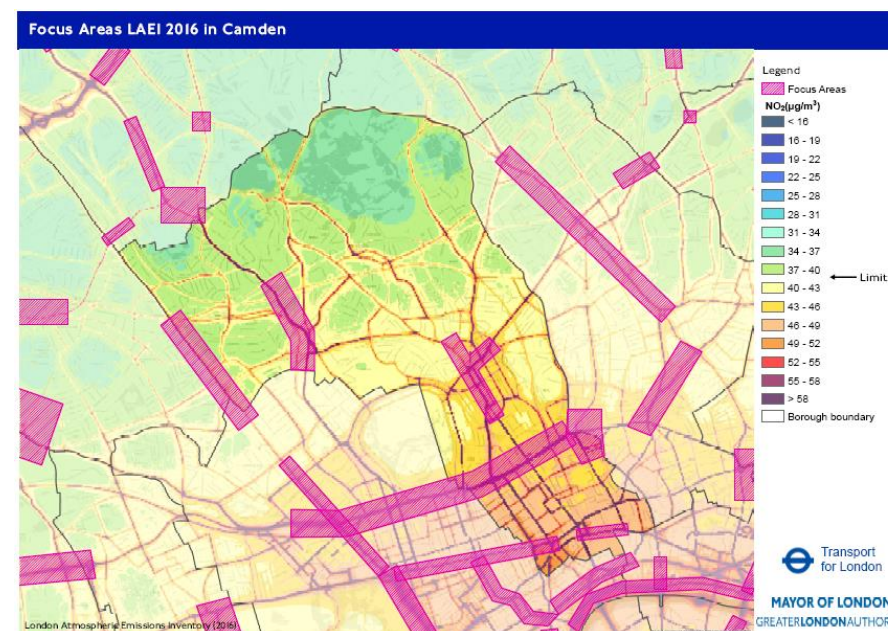 Focus Areas LAEI 2016 in Camden
Legend
Focus Areas
NO₂(µg/m³)
< 16
16 - 19
19 - 22
22 - 25
25 - 28
28 - 31
31 - 34
34 - 37
37 - 40
40 - 43
43 - 46
46 - 49
49 - 52
52 - 55
55 - 58
> 58
Borough boundary
Limit
Transport
for London
MAYOR OF LONDON
GREATERLONDONAUTHOR
London Atmospheric Emissions Inventory (2016)